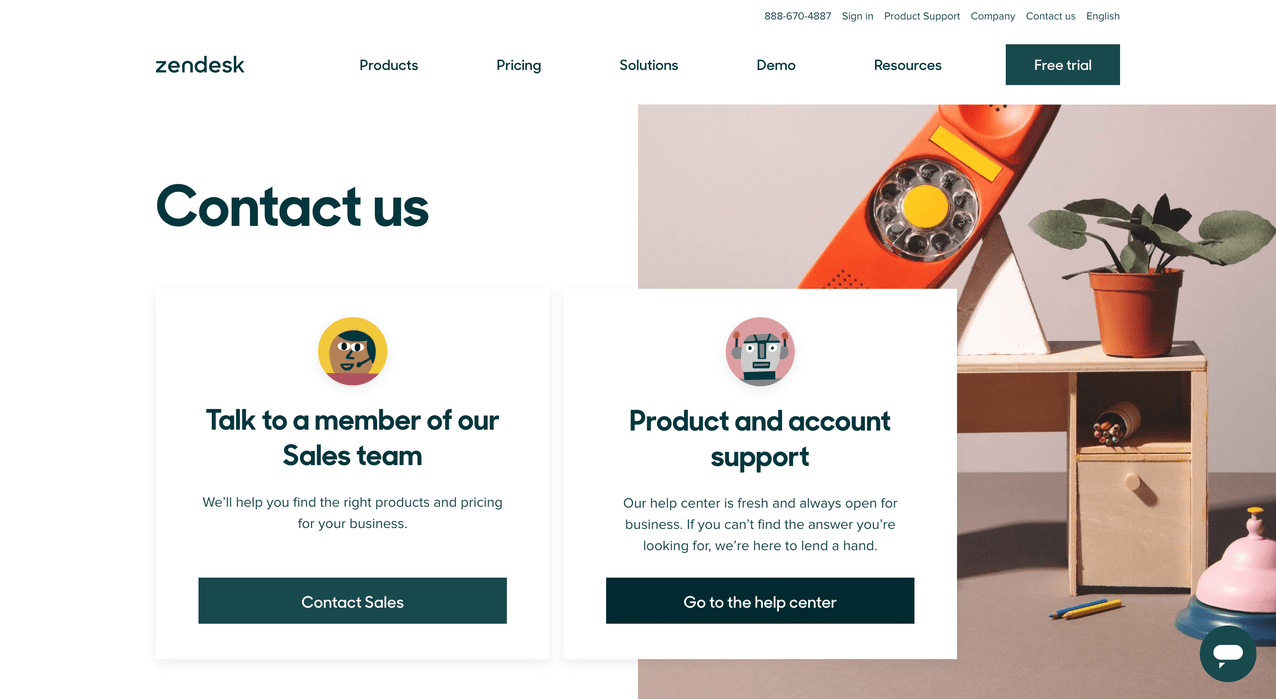 888-670-4887 Sign in Product Support Company Contact us English
zendesk Products Pricing Solutions Demo Resources Free trial
Contact us
Talk to a member of our
Sales team
We’ll help you find the right products and pricing
for your business.
Contact Sales
Product and account
support
Our help center is fresh and always open for
business. If you can’t find the answer you’re
looking for, we’re here to lend a hand.
Go to the help center